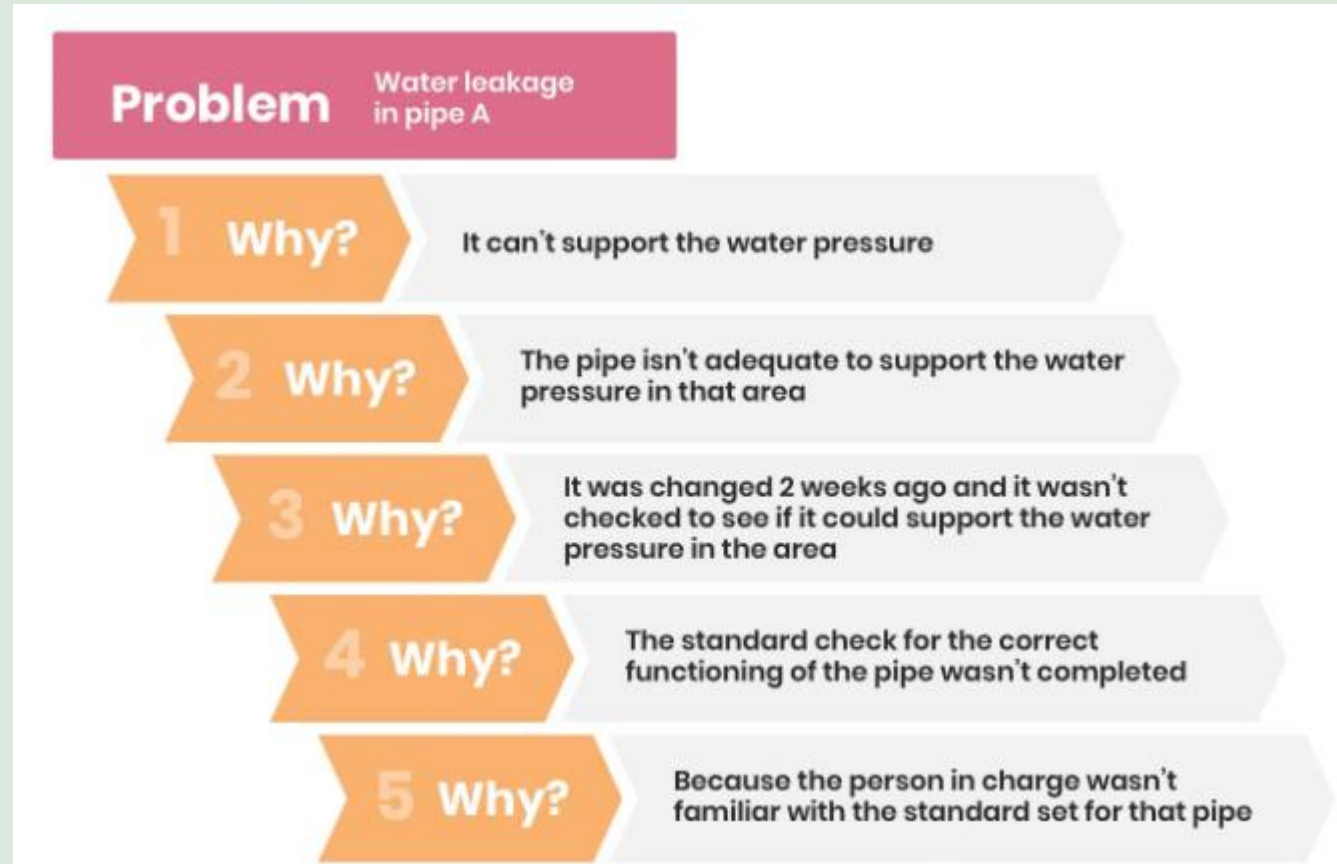 Problem
Water leakage
in pipe A
1 Why?
It can't support the water pressure
2 Why?
The pipe isn't adequate to support the water
pressure in that area
3 Why?
It was changed 2 weeks ago and it wasn't
checked to see if it could support the water
pressure in the area
4 Why?
The standard check for the correct
functioning of the pipe wasn't completed
5 Why?
Because the person in charge wasn't
familiar with the standard set for that pipe